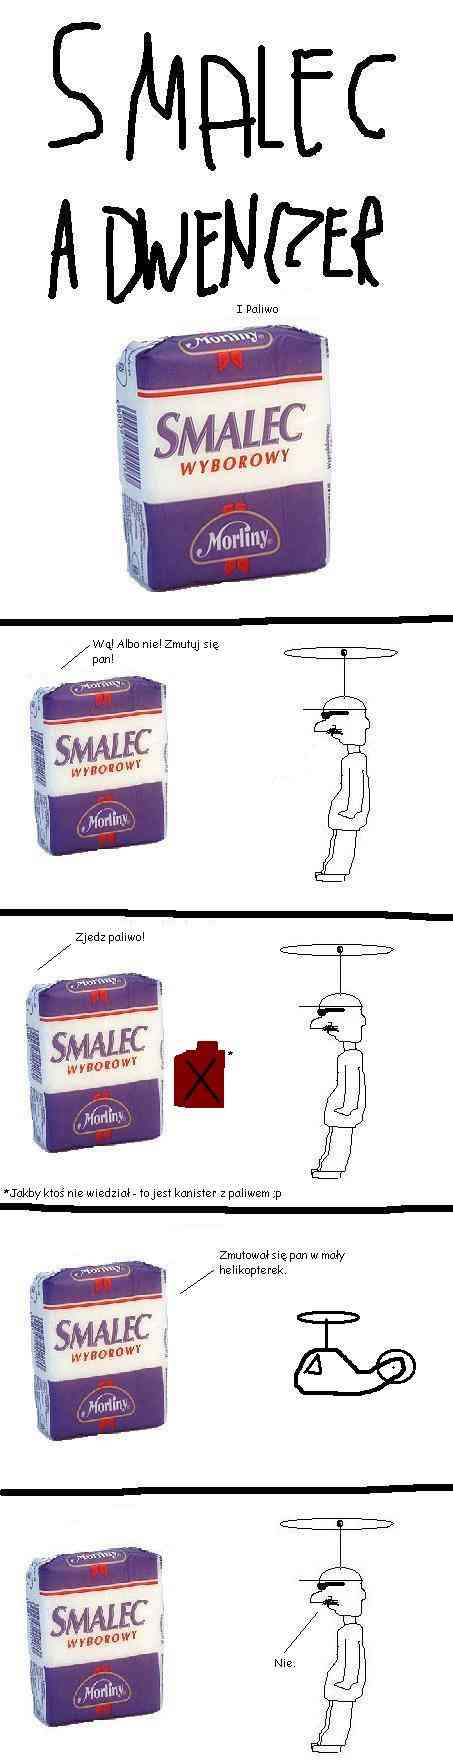 SMALEC
ADWENCZER
I Paliwo
Morliny
SMALEC
WYBOROWY
Morliny
Wą! Albo nie! Zmutuj się
pan!
Morliny
SMALEC
WYBOROWY
Morliny
Zjedz paliwo!
Morliny
SMALEC
WYBOROWY
Morliny
X
*
*Jakby ktoś nie wiedział - to jest kanister z paliwem ;p
Zmutował się pan w mały
helikopterek.
Morliny
SMALEC
WYBOROWY
Morliny
Morliny
SMALEC
WYBOROWY
Morliny
Nie.